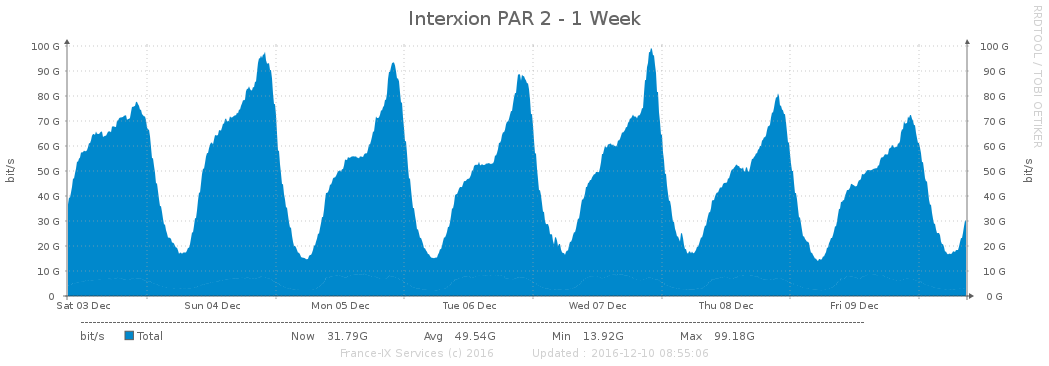 Interxion PAR 2 - 1 Week
RRDTOOL / TOBI OETIKER
bit/s
100 G
90 G
80 G
70 G
60 G
50 G
40 G
30 G
20 G
10 G
0
100 G
90 G
80 G
70 G
60 G
50 G
40 G
30 G
20 G
10 G
0 G
bit/s
Sat 03 Dec Sun 04 Dec Mon 05 Dec Tue 06 Dec Wed 07 Dec Thu 08 Dec Fri 09 Dec
bit/s Total Now 31.79G Avg 49.54G Min 13.92G Max 99.18G
France-IX Services (c) 2016 Updated : 2016-12-10 08:55:06